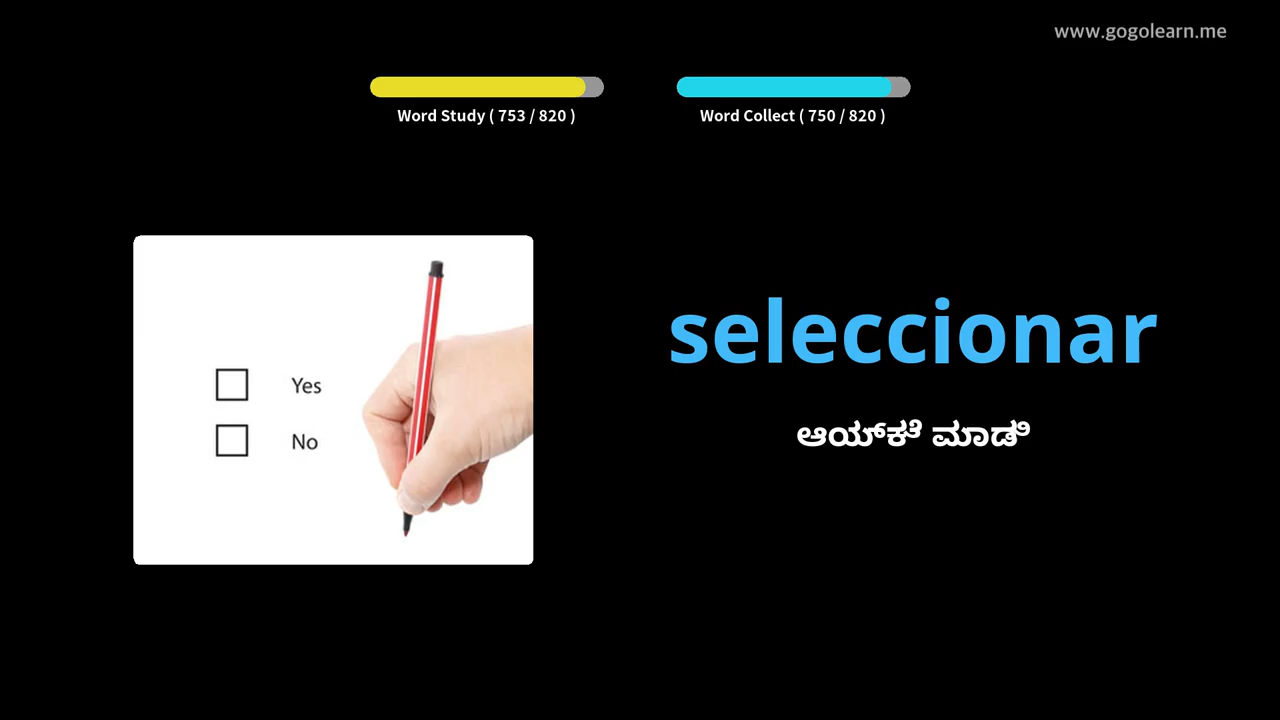 www.gogolearn.me
Word Study ( 753 / 820 )
Word Collect ( 750 / 820 )
Yes
No
seleccionar
ಆಯ್ಕೆ ಮಾಡಿ